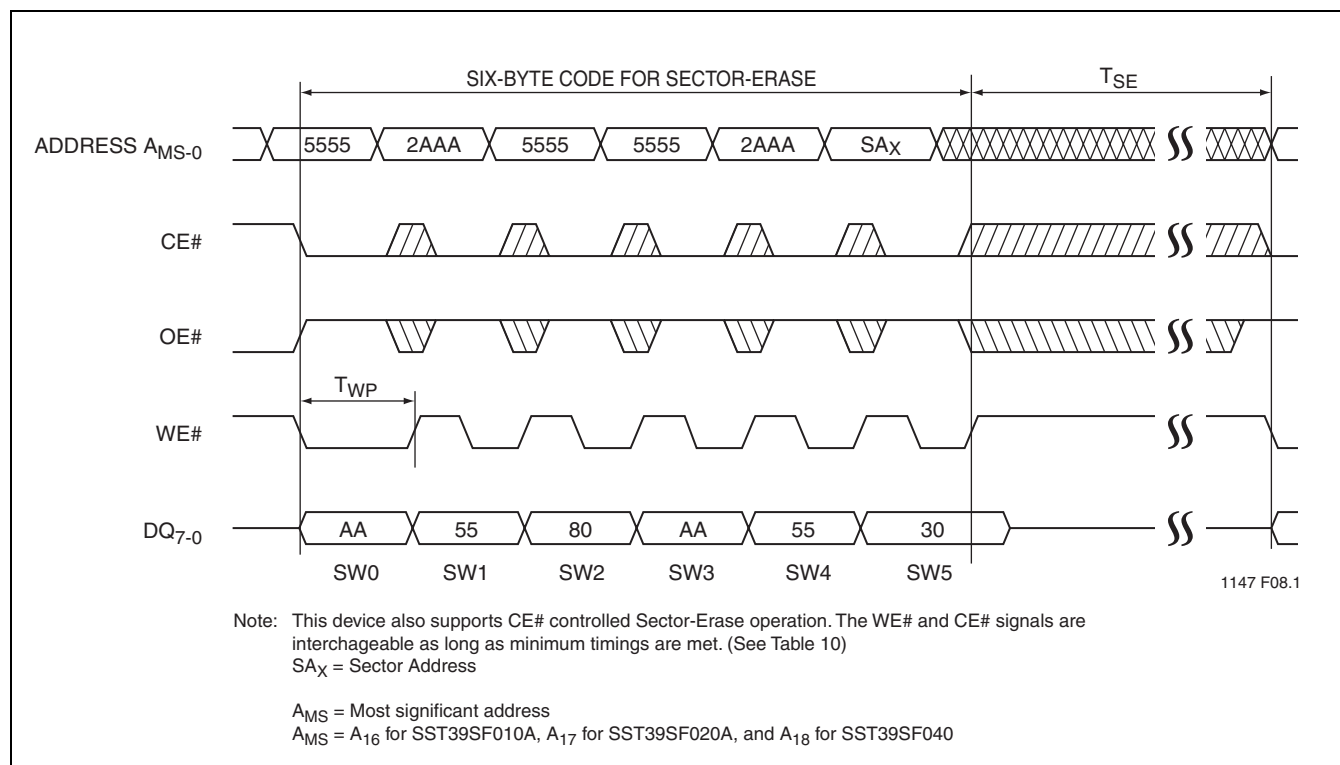 SIX-BYTE CODE FOR SECTOR-ERASE
TSE
ADDRESS AMS-0
5555 2AAA 5555 5555 2AAA SAX
CE#
OE#
TWP
WE#
DQ7-0
AA 55 80 AA 55 30
SW0 SW1 SW2 SW3 SW4 SW5
1147 F08.1
Note: This device also supports CE# controlled Sector-Erase operation. The WE# and CE# signals are
interchageable as long as minimum timings are met. (See Table 10)
SAX = Sector Address
AMS = Most significant address
AMS = A16 for SST39SF010A, A17 for SST39SF020A, and A18 for SST39SF040